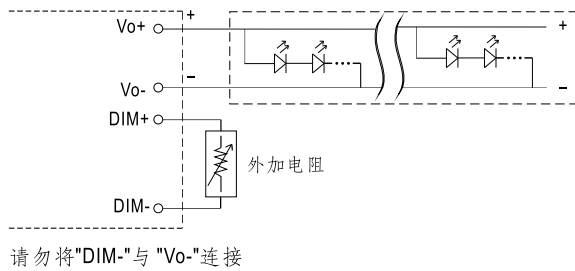 Vo+ + +
Vo- - -
DIM+
外加电阻
DIM-
请勿将"DIM-"与 "Vo-"连接